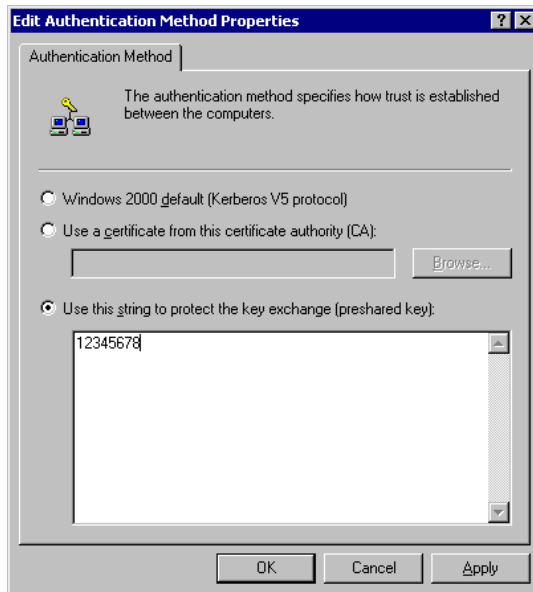 Edit Authentication Method Properties
Authentication Method
The authentication method specifies how trust is established
between the computers.
Windows 2000 default (Kerberos V5 protocol)
Use a certificate from this certificate authority (CA):
Browse...
Use this string to protect the key exchange (preshared key):
12345678
OK Cancel Apply